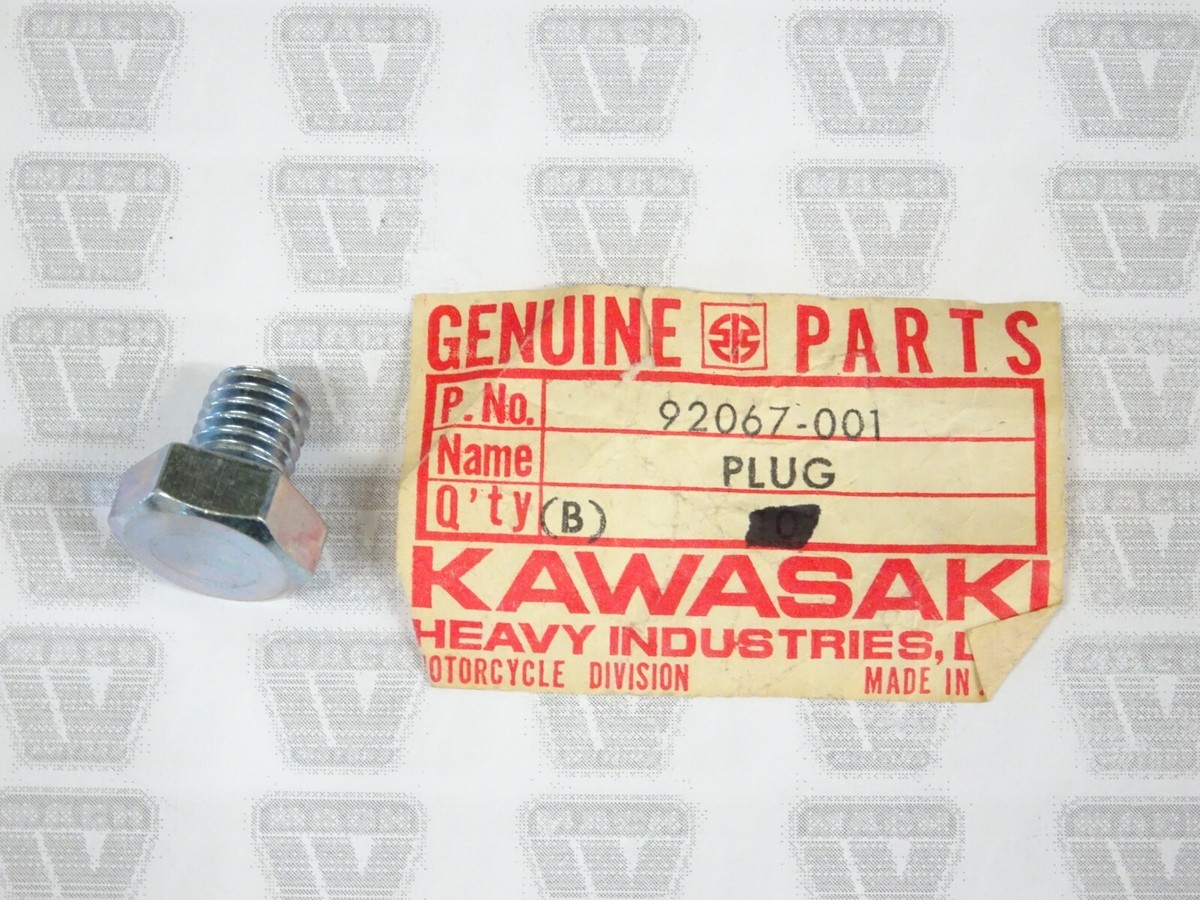 GENUINE PARTS
P. No. 92067-001
Name PLUG
Q'ty (B)
KAWASAKI
HEAVY INDUSTRIES, L
OTORCYCLE DIVISION MADE IN